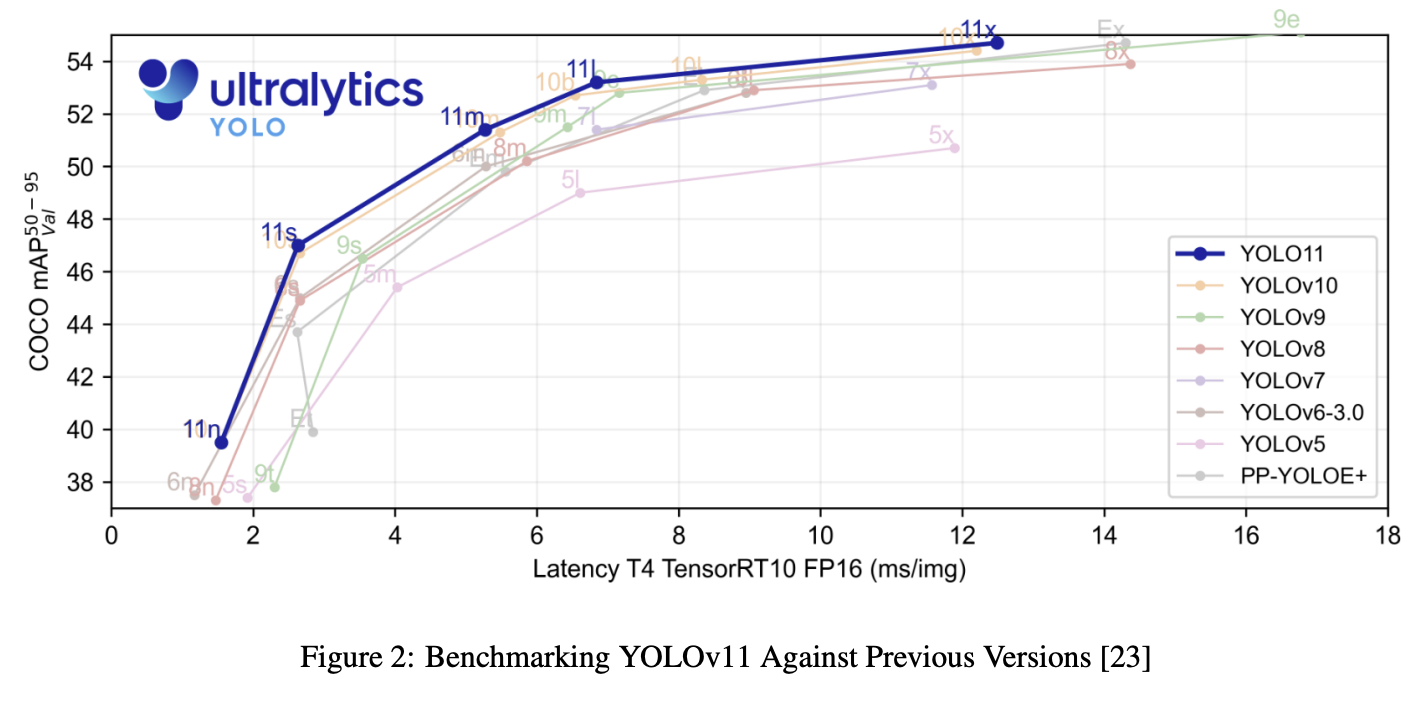 9e
11x
Ex
8x
54
11l
10b
7x
ultralytics
YOLO
52
11m
9m
7l
5x
50
8m
5l
48
11s
9s
46
5m
44
42
40
11n
38
9t
5s
0 2 4 6 8 10 12 14 16 18
COCO mAP50−95 Val
Latency T4 TensorRT10 FP16 (ms/img)
YOLO11
YOLOv10
YOLOv9
YOLOv8
YOLOv7
YOLOv6-3.0
YOLOv5
PP-YOLOE+
Figure 2: Benchmarking YOLOv11 Against Previous Versions [23]